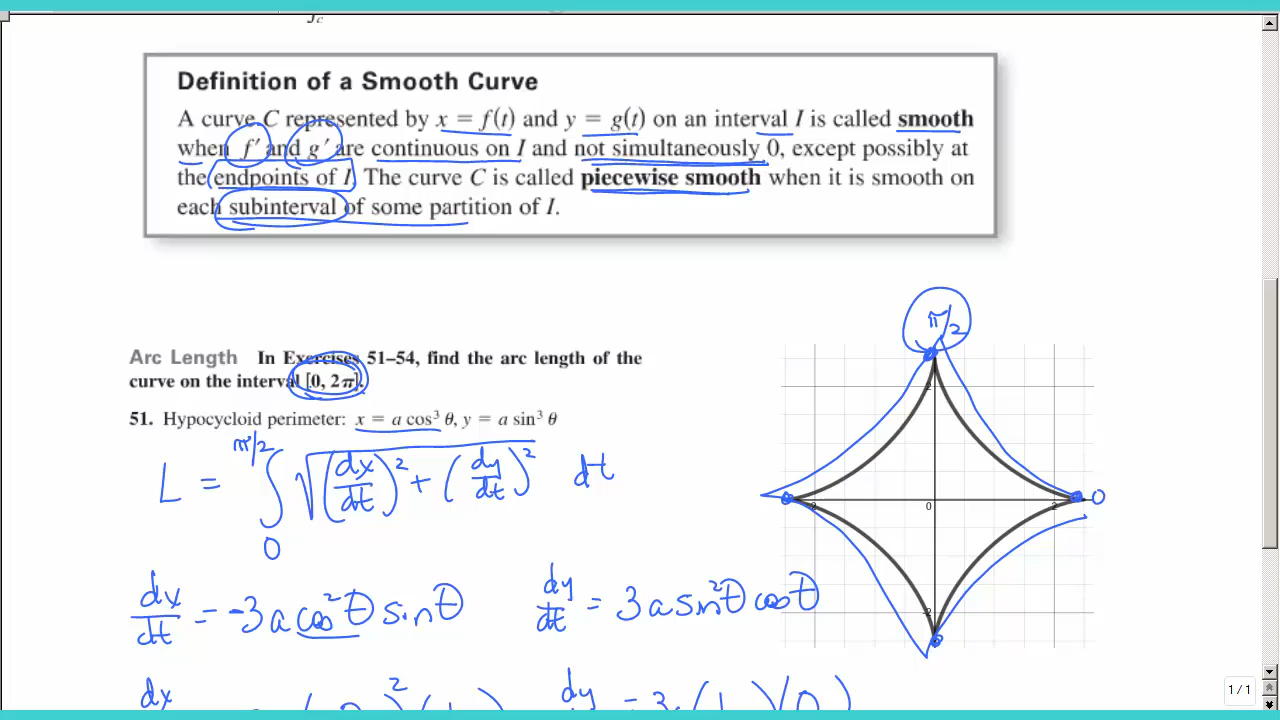 Definition of a Smooth Curve
A curve C represented by x = f(t) and y = g(t) on an interval I is called smooth
when f′ and g′ are continuous on I and not simultaneously 0, except possibly at
the endpoints of I. The curve C is called piecewise smooth when it is smooth on
each subinterval of some partition of I.
π/2
Arc Length In Exercises 51–54, find the arc length of the
curve on the interval [0, 2π].
51. Hypocycloid perimeter: x = a cos³ θ, y = a sin³ θ
L = ∫₀^(π/2) √((dx/dt)² + (dy/dt)²) dt
0
0
2
dx/dt = -3a cos²θ sinθ
dy/dt = 3a sin²θ cosθ
dx
dy
1/1